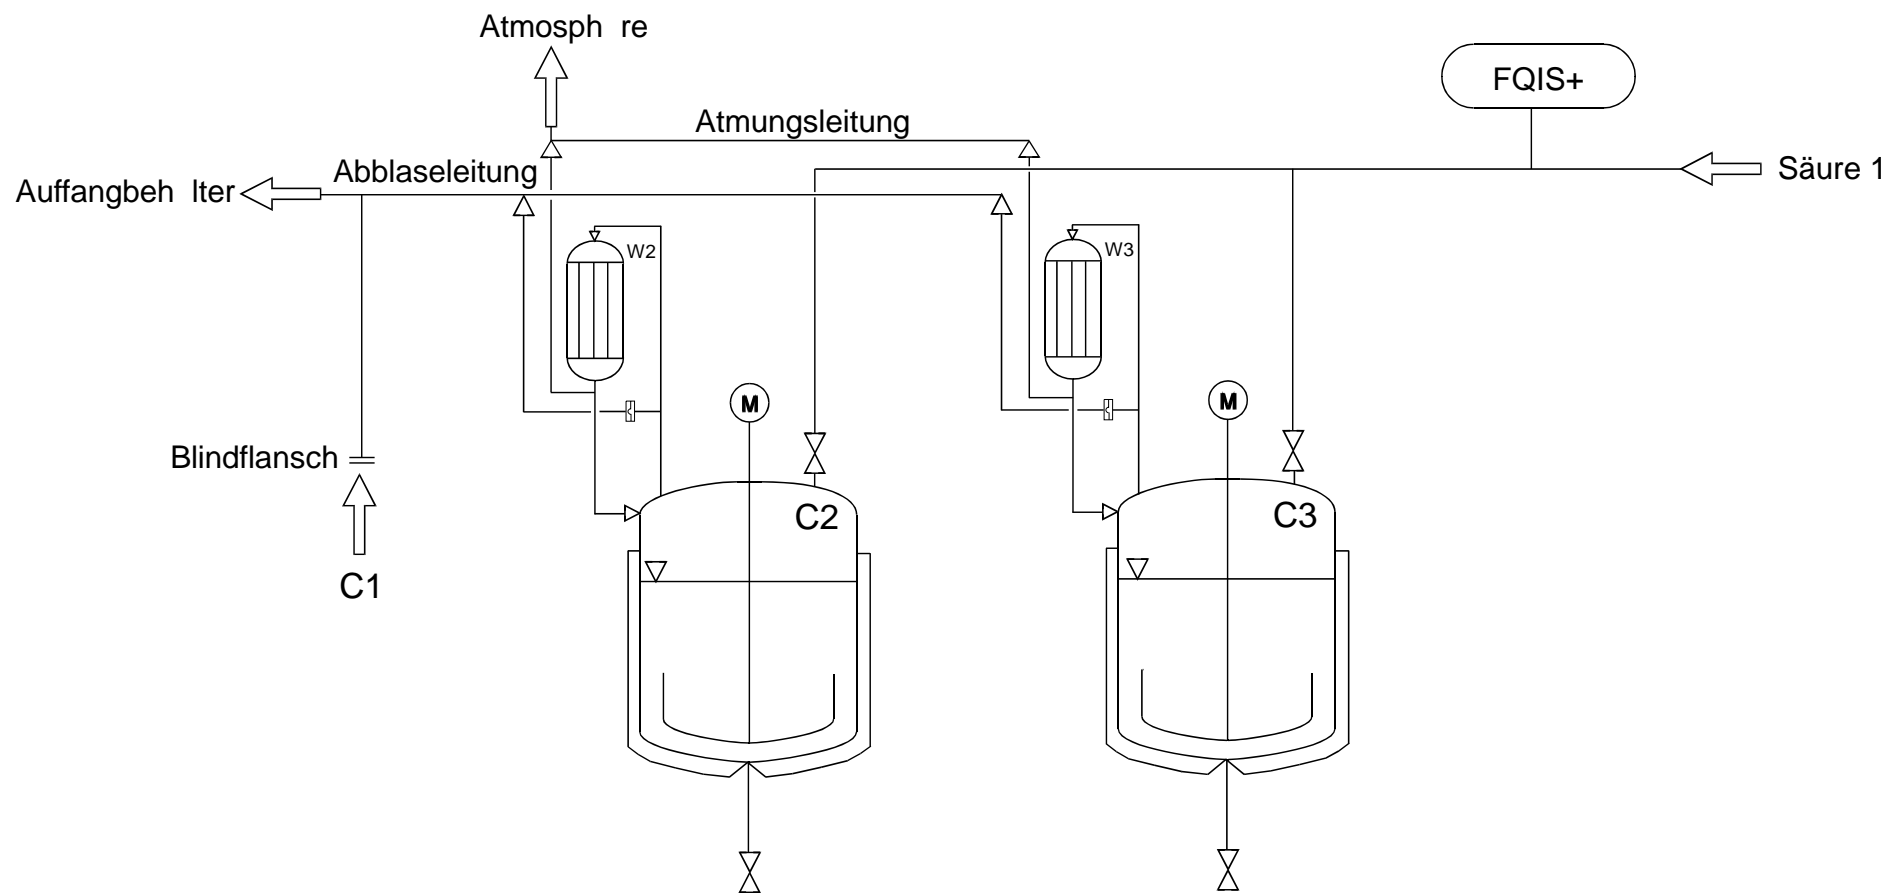 Atmosph re
FQIS+
Atmungsleitung
Abblaseleitung
Säure 1
Auffangbeh lter
W2
W3
M
M
Blindflansch
C2
C3
C1